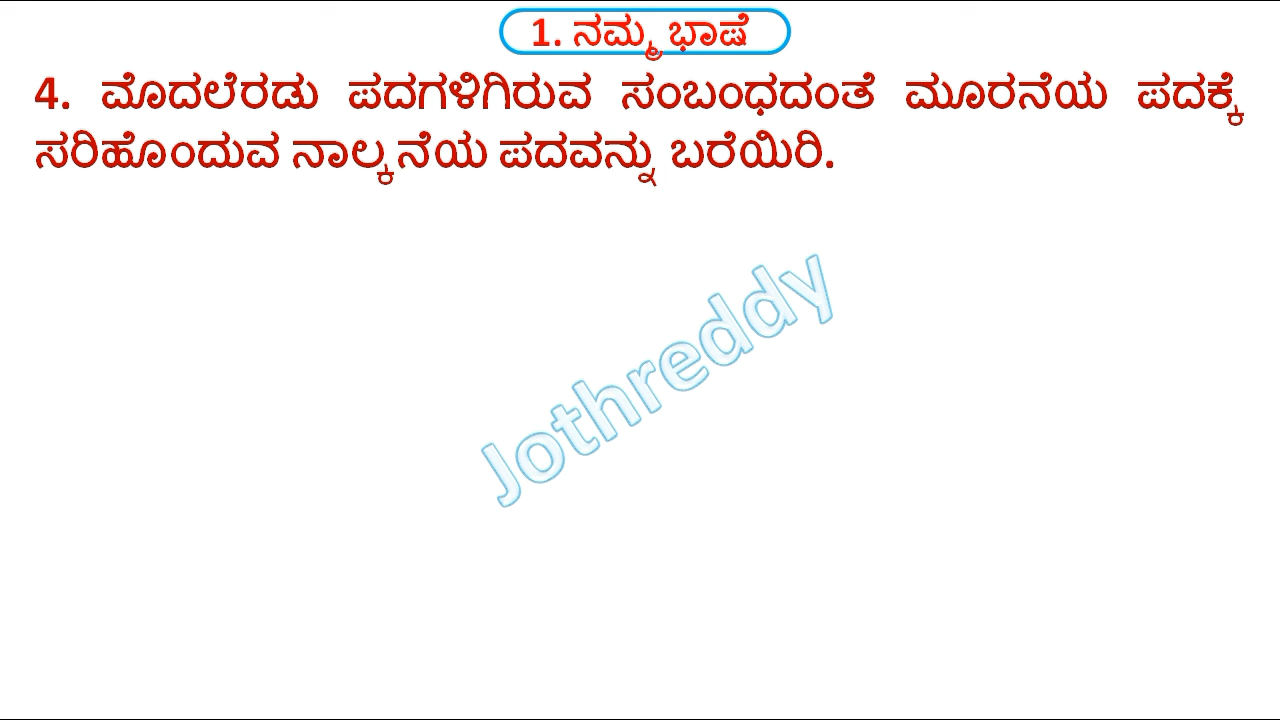 1. ನಮ್ಮ ಭಾಷೆ
4. ಮೊದಲೆರಡು ಪದಗಳಿಗಿರುವ ಸಂಬಂಧದಂತೆ ಮೂರನೆಯ ಪದಕ್ಕೆ
ಸರಿಹೊಂದುವ ನಾಲ್ಕನೆಯ ಪದವನ್ನು ಬರೆಯಿರಿ.
Jothreddy